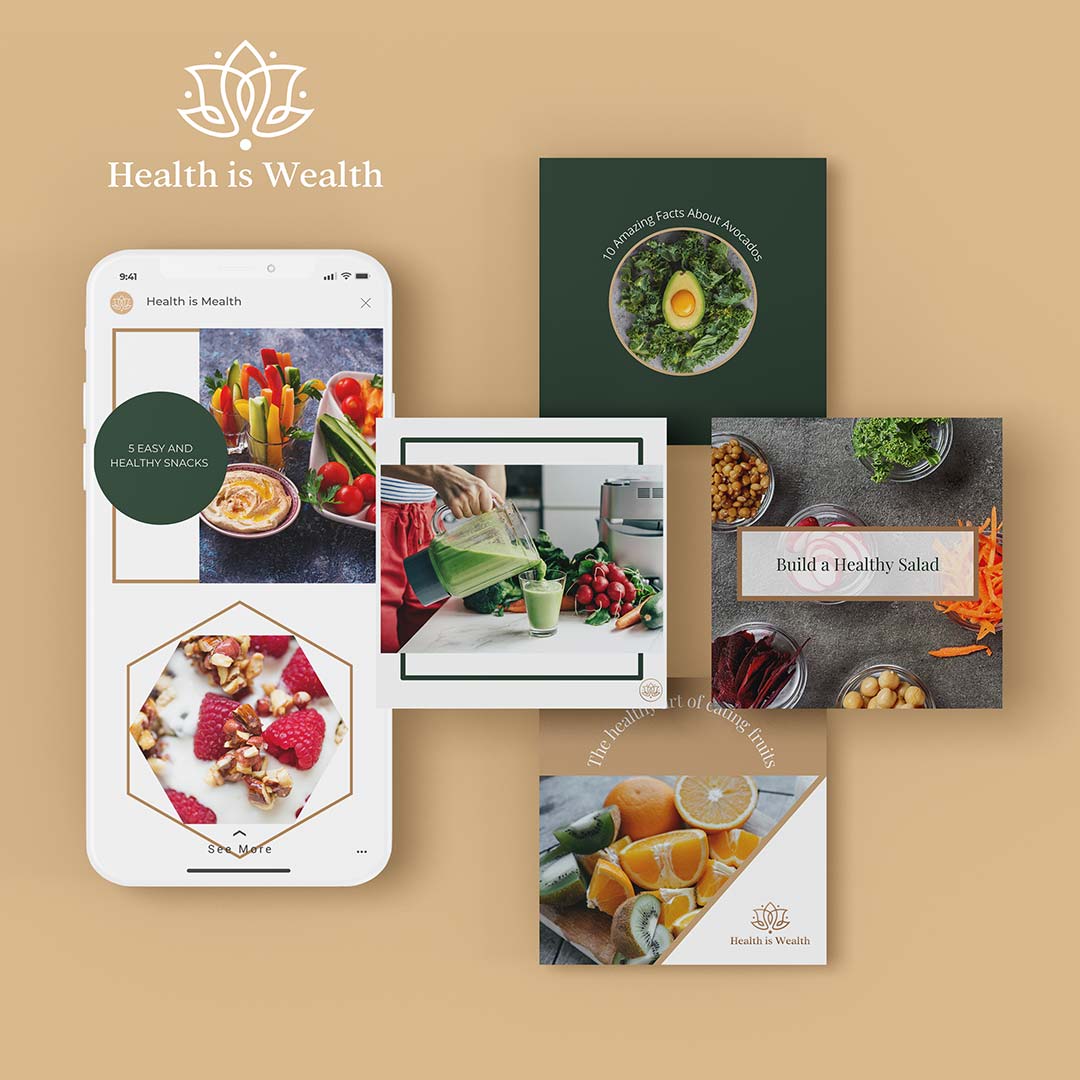 Health is Wealth
9:41
Health is Mealth
5 EASY AND
HEALTHY SNACKS
See More
10 Amazing Facts About Avocados
Build a Healthy Salad
The healthy art of eating fruits
Health is Wealth